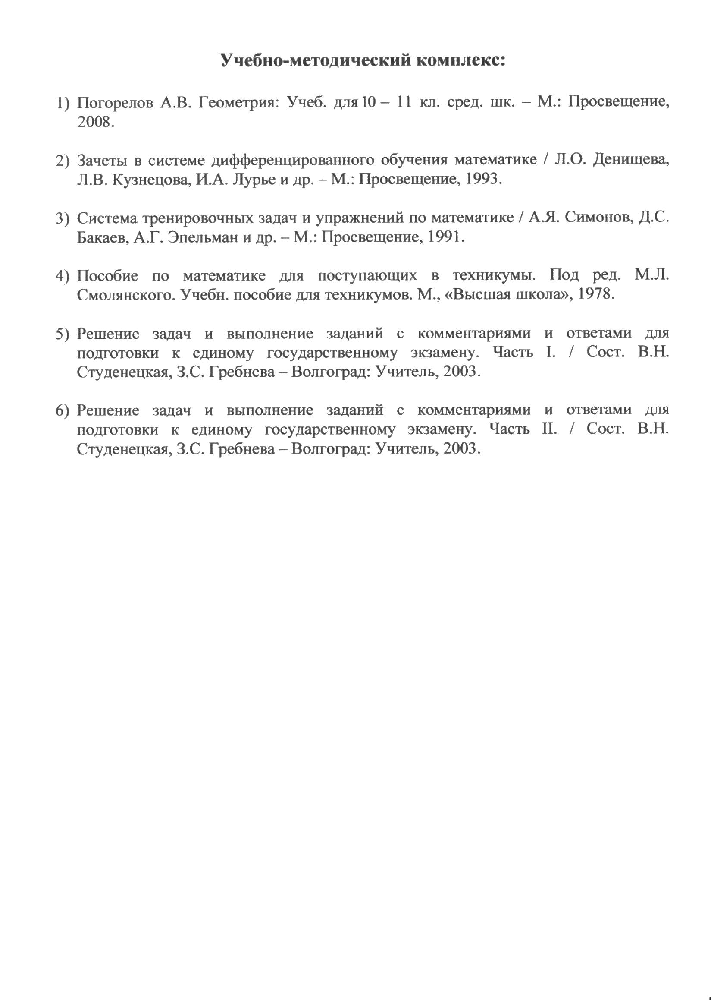 Учебно-методический комплекс:
1) Погорелов А.В. Геометрия: Учеб. для 10 – 11 кл. сред. шк. – М.: Просвещение,
2008.
2) Зачеты в системе дифференцированного обучения математике / Л.О. Денищева,
Л.В. Кузнецова, И.А. Лурье и др. – М.: Просвещение, 1993.
3) Система тренировочных задач и упражнений по математике / А.Я. Симонов, Д.С.
Бакаев, А.Г. Эпельман и др. – М.: Просвещение, 1991.
4) Пособие по математике для поступающих в техникумы. Под ред. М.Л.
Смолянского. Учебн. пособие для техникумов. М., «Высшая школа», 1978.
5) Решение задач и выполнение заданий с комментариями и ответами для
подготовки к единому государственному экзамену. Часть I. / Сост. В.Н.
Студенецкая, З.С. Гребнева – Волгоград: Учитель, 2003.
6) Решение задач и выполнение заданий с комментариями и ответами для
подготовки к единому государственному экзамену. Часть II. / Сост. В.Н.
Студенецкая, З.С. Гребнева – Волгоград: Учитель, 2003.